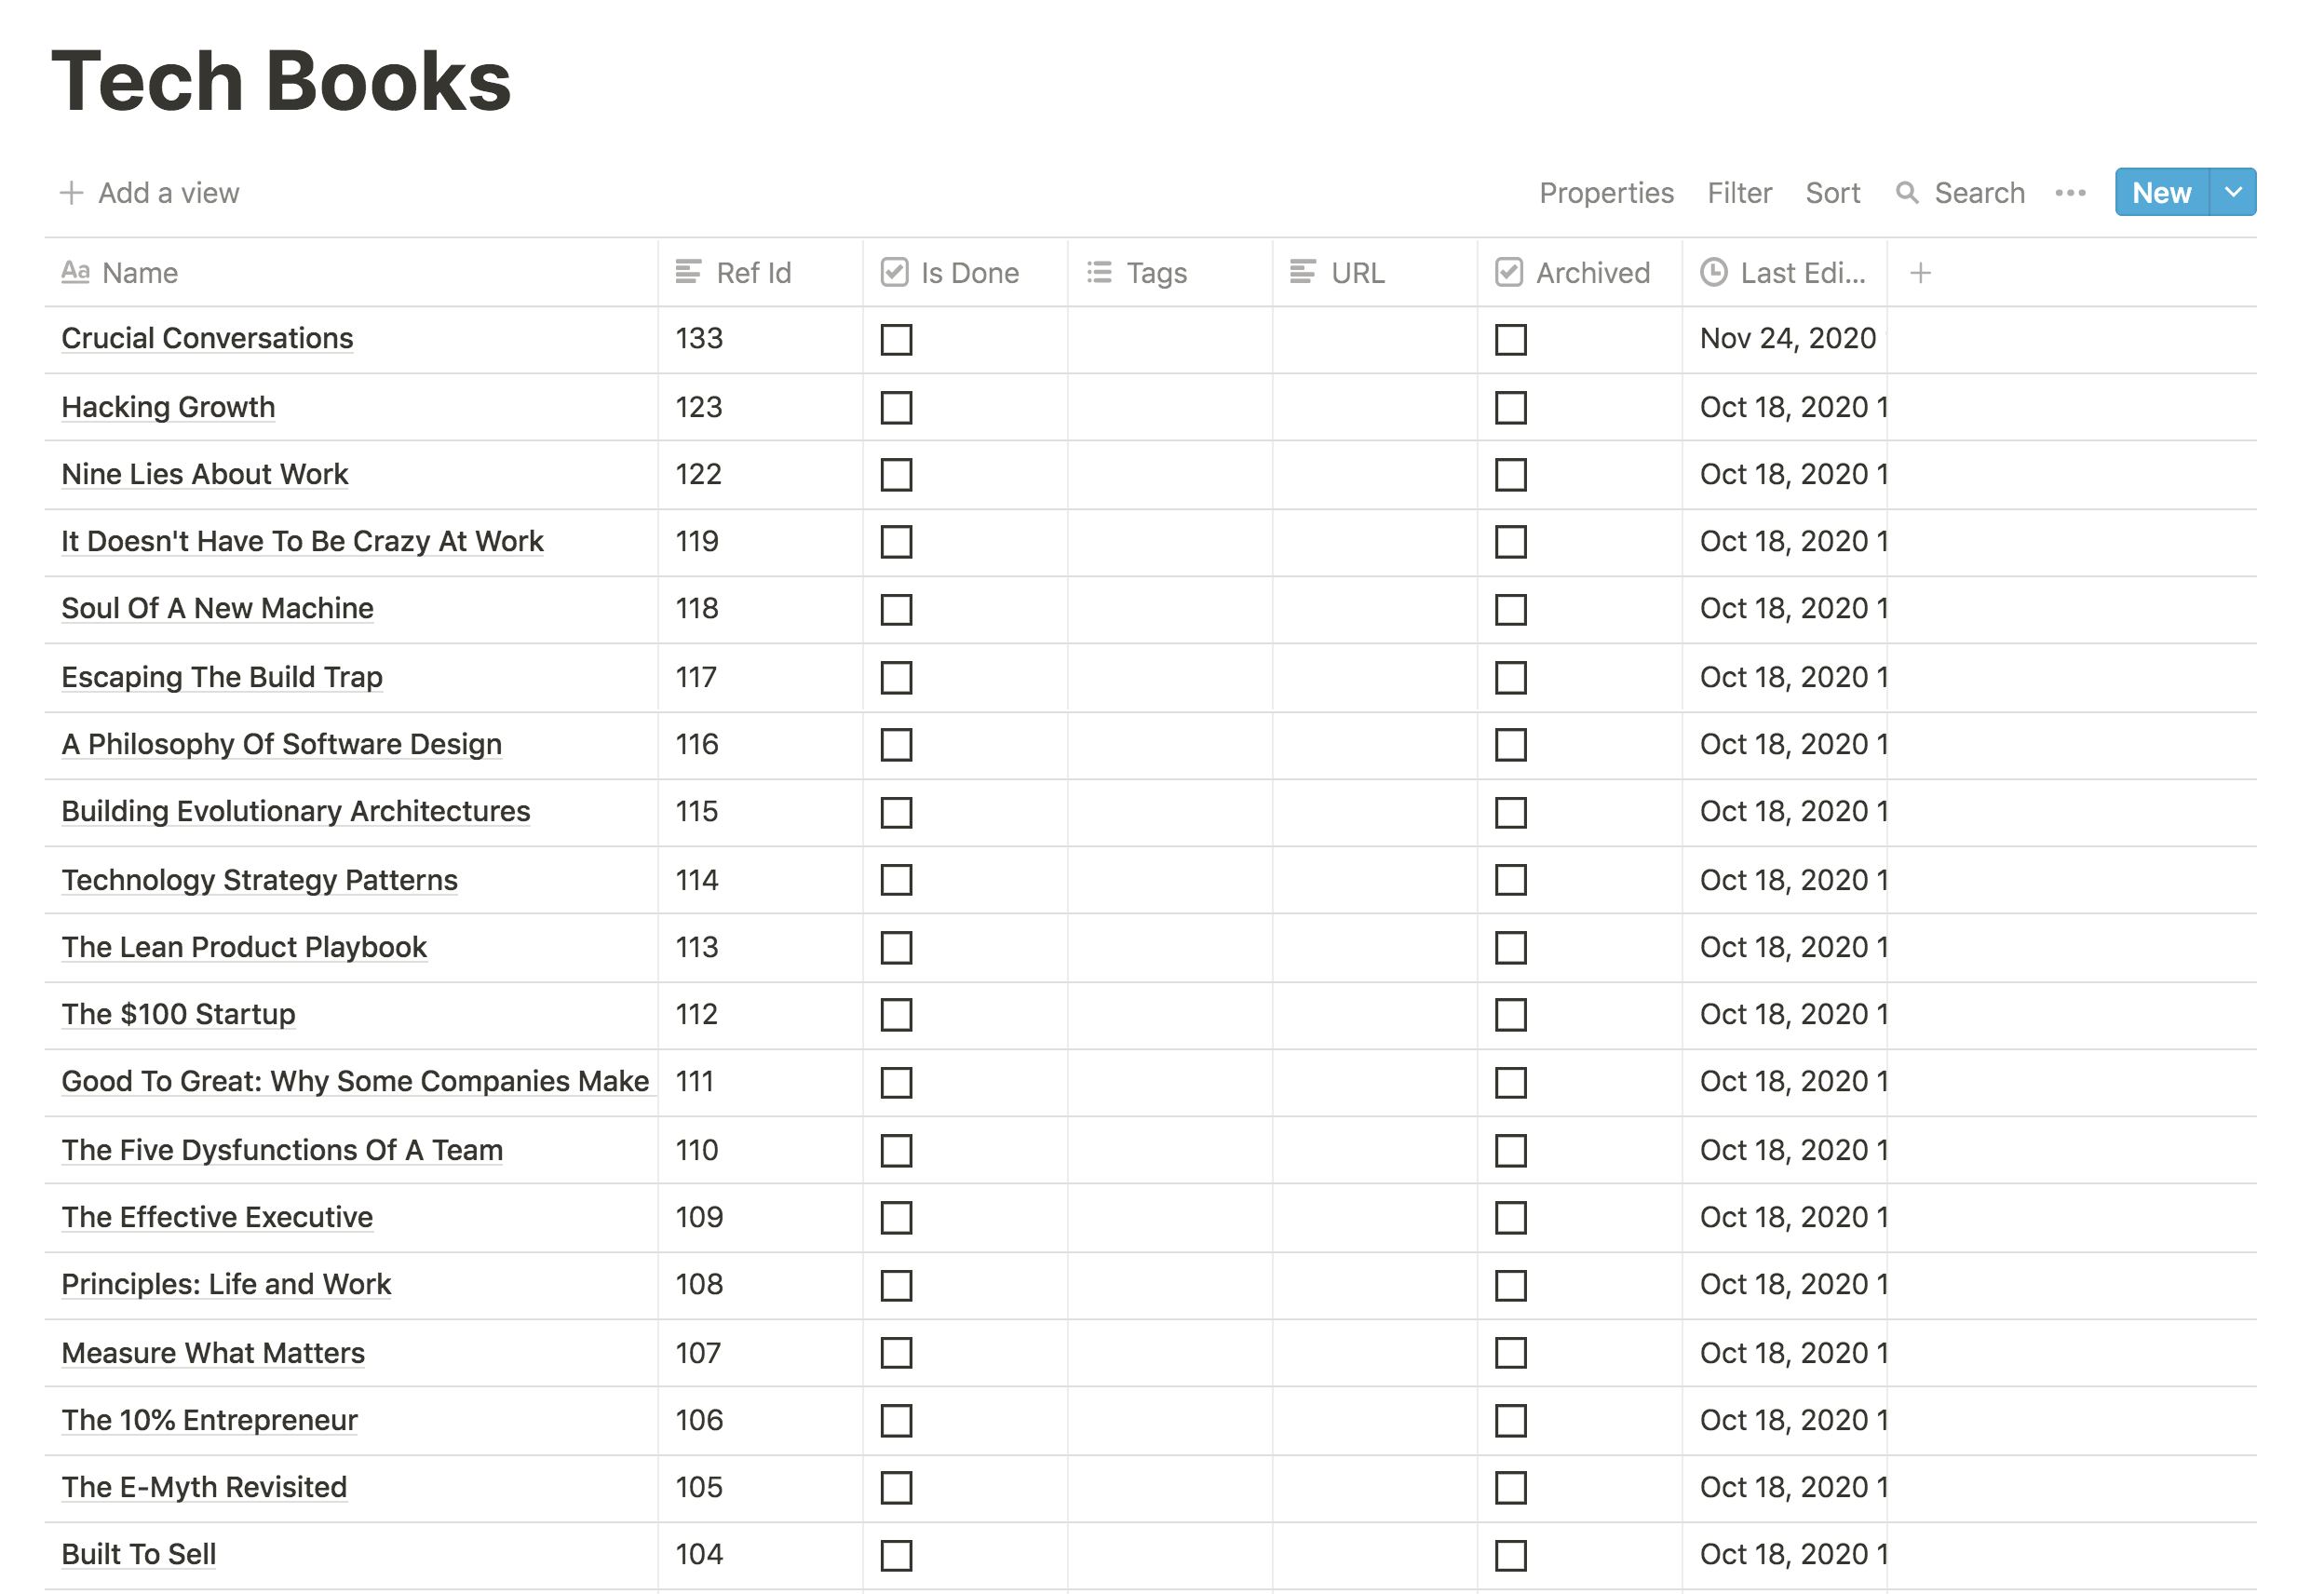 Tech Books
Add a view Properties Filter Sort Search New
Aa Name Ref Id Is Done Tags URL Archived Last Edi...
Crucial Conversations 133 Nov 24, 2020
Hacking Growth 123 Oct 18, 2020 1
Nine Lies About Work 122 Oct 18, 2020 1
It Doesn't Have To Be Crazy At Work 119 Oct 18, 2020 1
Soul Of A New Machine 118 Oct 18, 2020 1
Escaping The Build Trap 117 Oct 18, 2020 1
A Philosophy Of Software Design 116 Oct 18, 2020 1
Building Evolutionary Architectures 115 Oct 18, 2020 1
Technology Strategy Patterns 114 Oct 18, 2020 1
The Lean Product Playbook 113 Oct 18, 2020 1
The $100 Startup 112 Oct 18, 2020 1
Good To Great: Why Some Companies Make 111 Oct 18, 2020 1
The Five Dysfunctions Of A Team 110 Oct 18, 2020 1
The Effective Executive 109 Oct 18, 2020 1
Principles: Life and Work 108 Oct 18, 2020 1
Measure What Matters 107 Oct 18, 2020 1
The 10% Entrepreneur 106 Oct 18, 2020 1
The E-Myth Revisited 105 Oct 18, 2020 1
Built To Sell 104 Oct 18, 2020 1